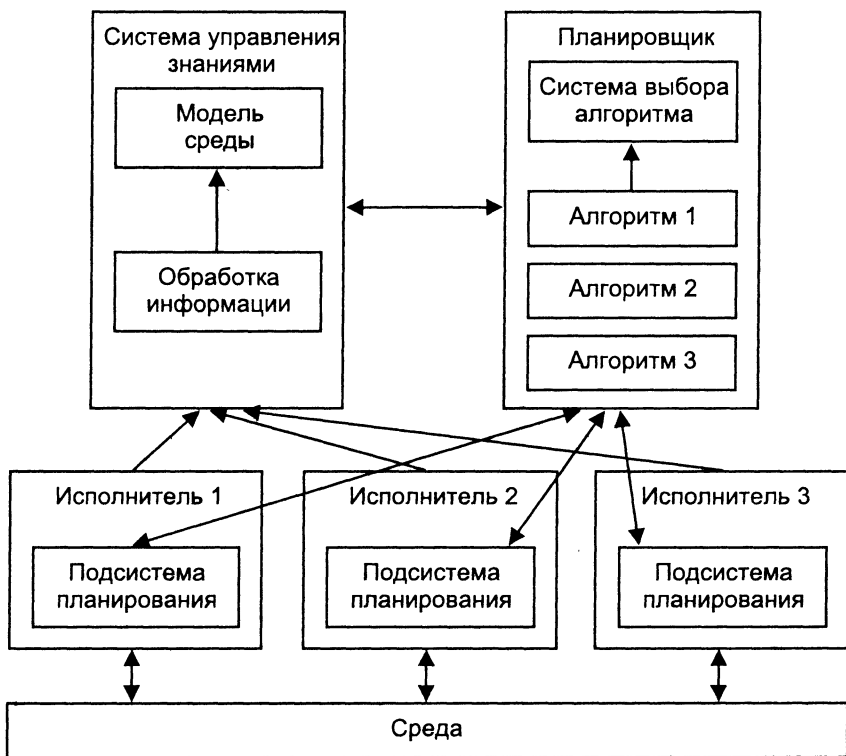 Система управления
знаниями
Модель
среды
Обработка
информации
Планировщик
Система выбора
алгоритма
Алгоритм 1
Алгоритм 2
Алгоритм 3
Исполнитель 1
Подсистема
планирования
Исполнитель 2
Подсистема
планирования
Исполнитель 3
Подсистема
планирования
Среда